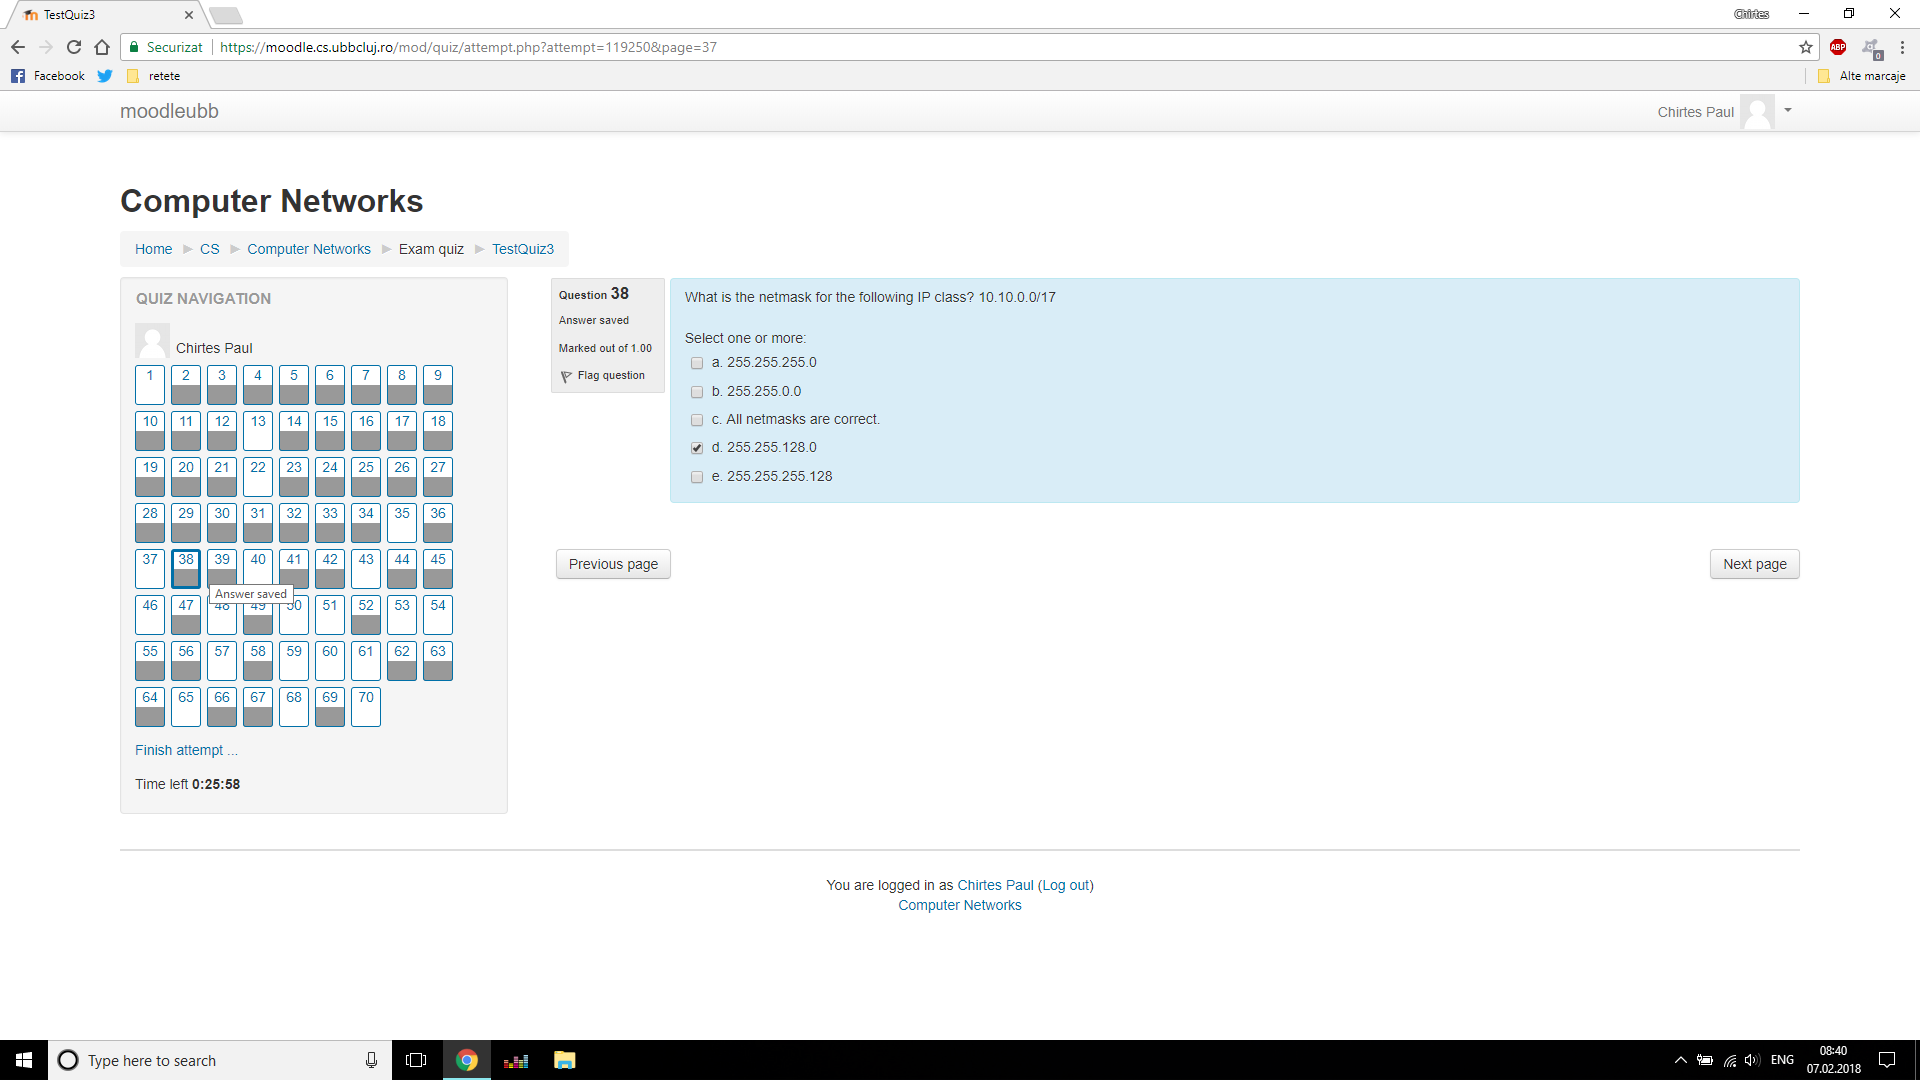 TestQuiz3
Chirtes
Securizat
https://moodle.cs.ubbcluj.ro/mod/quiz/attempt.php?attempt=119250&page=37
ABP
0
Facebook
retete
Alte marcaje
moodleubb
Chirtes Paul
Computer Networks
Home ► CS ► Computer Networks ► Exam quiz ► TestQuiz3
QUIZ NAVIGATION
Chirtes Paul
1 2 3 4 5 6 7 8 9
10 11 12 13 14 15 16 17 18
19 20 21 22 23 24 25 26 27
28 29 30 31 32 33 34 35 36
37 38 39 40 41 42 43 44 45
Answer saved
46 47 48 49 50 51 52 53 54
55 56 57 58 59 60 61 62 63
64 65 66 67 68 69 70
Finish attempt ...
Time left 0:25:58
Question 38
Answer saved
Marked out of 1.00
Flag question
What is the netmask for the following IP class? 10.10.0.0/17
Select one or more:
a. 255.255.255.0
b. 255.255.0.0
c. All netmasks are correct.
d. 255.255.128.0
e. 255.255.255.128
Previous page
Next page
You are logged in as Chirtes Paul (Log out)
Computer Networks
Type here to search
ENG
08:40
07.02.2018